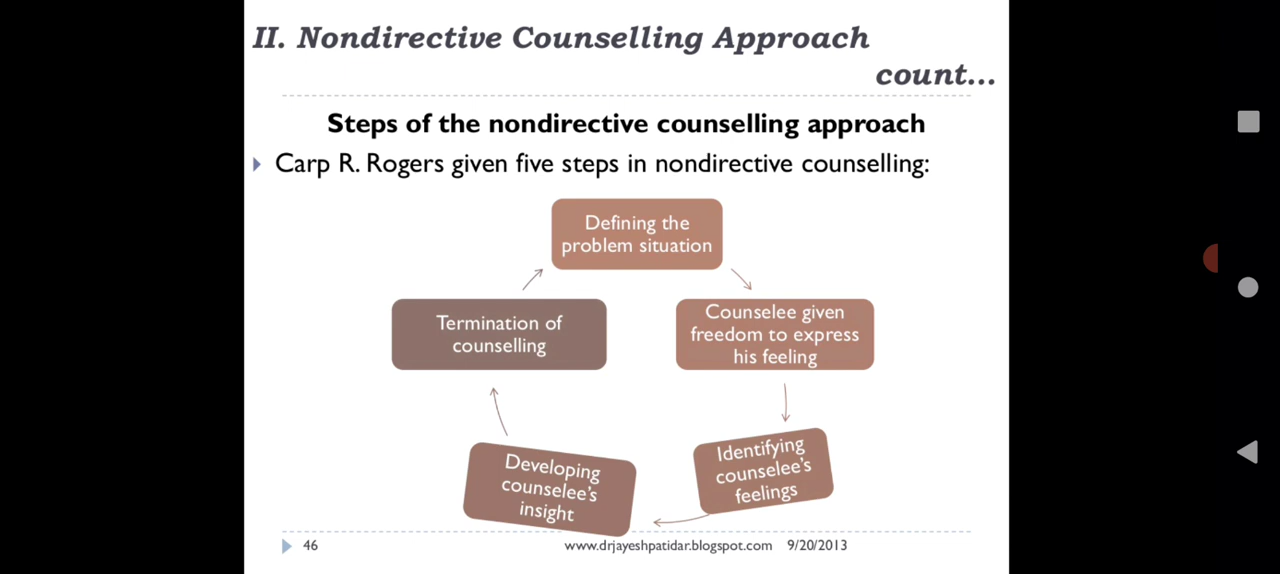 II. Nondirective Counselling Approach
count...
Steps of the nondirective counselling approach
Carp R. Rogers given five steps in nondirective counselling:
Defining the
problem situation
Counselee given
freedom to express
his feeling
Identifying
counselee's
feelings
Developing
counselee's
insight
Termination of
counselling
46
www.drjayeshpatidar.blogspot.com
9/20/2013